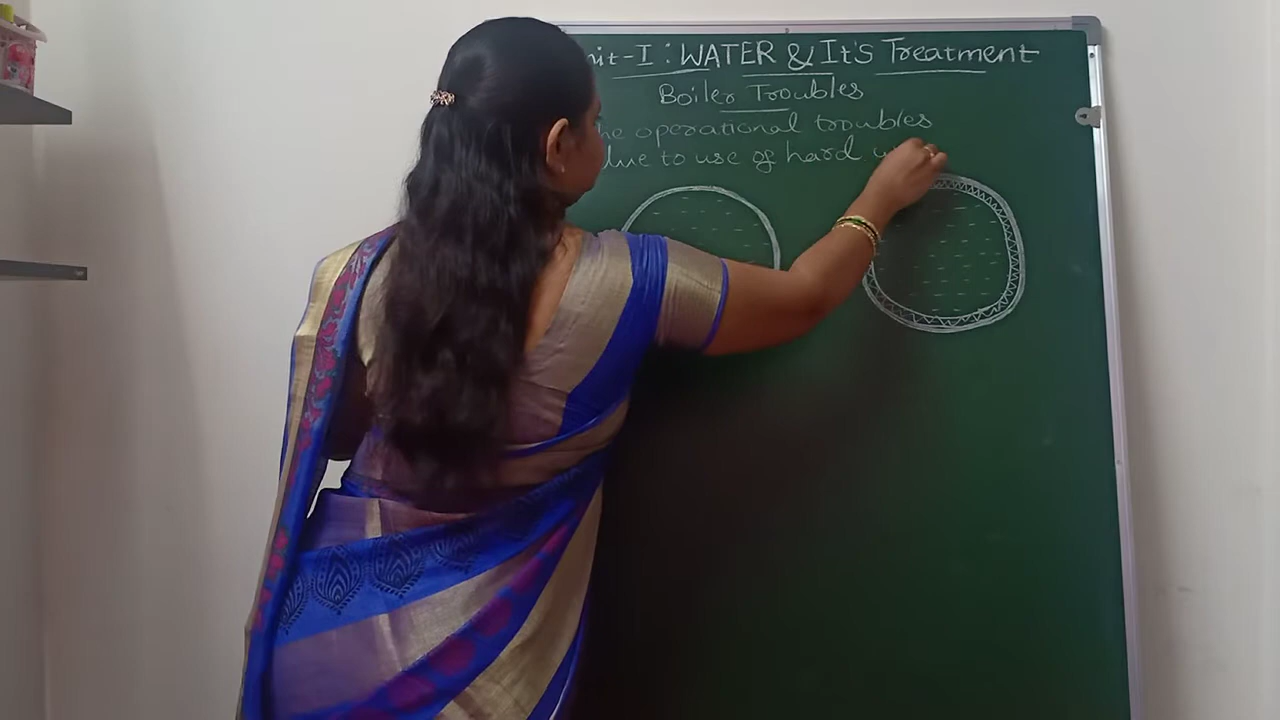 nit-I : WATER & It's Treatment
Boiler Troubles
he operational troubles
due to use of hard